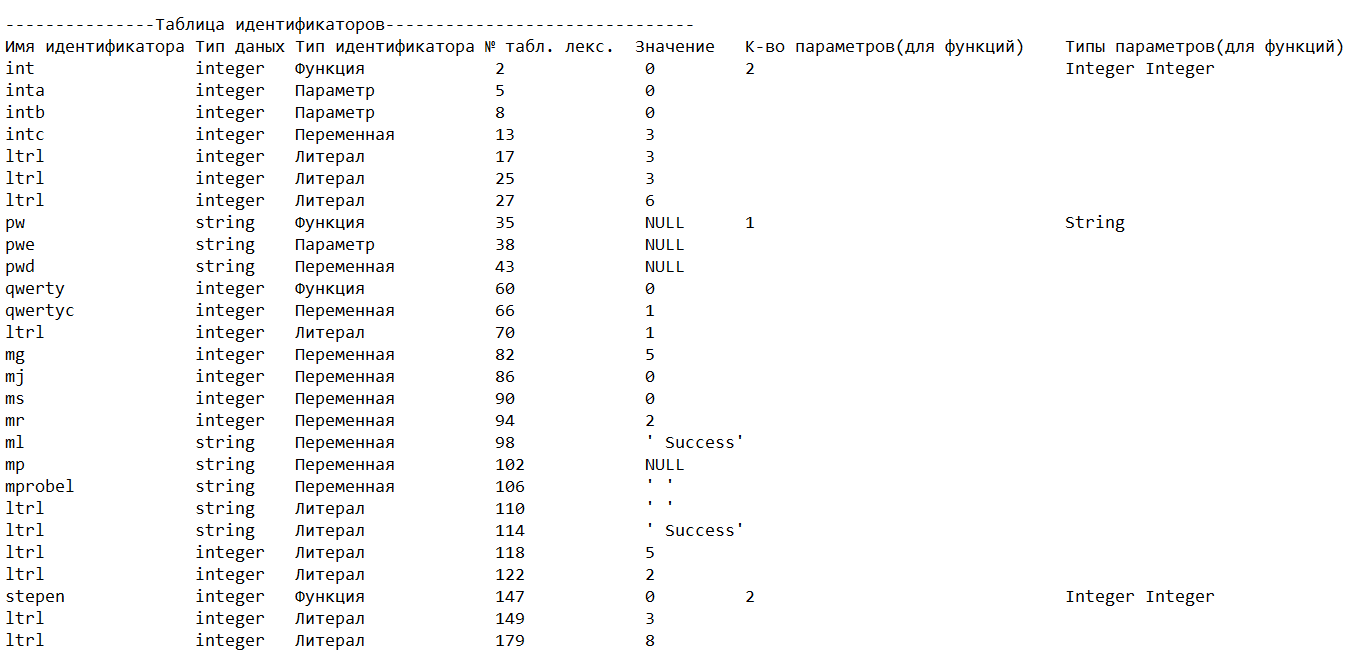 ---------------Таблица идентификаторов-------------------------------
Имя идентификатора Тип даных Тип идентификатора № табл. лекс. Значение К-во параметров(для функций) Типы параметров(для функций)
int integer Функция 2 0 2 Integer Integer
inta integer Параметр 5 0
intb integer Параметр 8 0
intc integer Переменная 13 3
ltrl integer Литерал 17 3
ltrl integer Литерал 25 3
ltrl integer Литерал 27 6
pw string Функция 35 NULL 1 String
pwe string Параметр 38 NULL
pwd string Переменная 43 NULL
qwerty integer Функция 60 0
qwertyc integer Переменная 66 1
ltrl integer Литерал 70 1
mg integer Переменная 82 5
mj integer Переменная 86 0
ms integer Переменная 90 0
mr integer Переменная 94 2
ml string Переменная 98 ' Success'
mp string Переменная 102 NULL
mprobel string Переменная 106 ' '
ltrl string Литерал 110 ' '
ltrl string Литерал 114 ' Success'
ltrl integer Литерал 118 5
ltrl integer Литерал 122 2
stepen integer Функция 147 0 2 Integer Integer
ltrl integer Литерал 149 3
ltrl integer Литерал 179 8